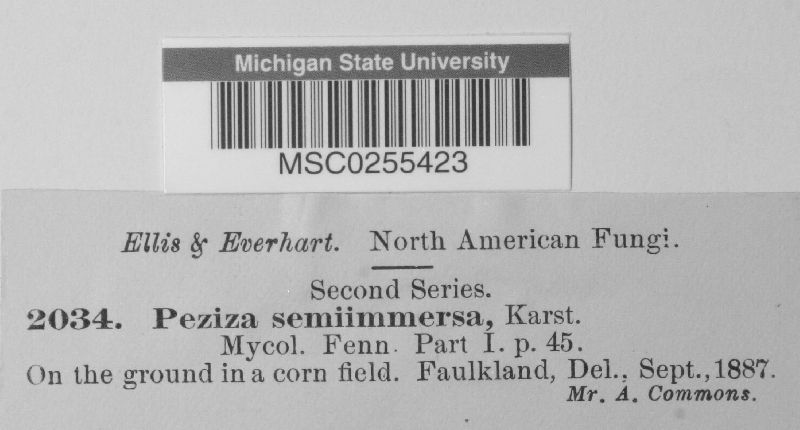 Michigan State University
MSC0255423
Ellis & Everhart. North American Fungi.
Second Series.
2034. Peziza semiimmersa, Karst.
Mycol. Fenn. Part I. p. 45.
On the ground in a corn field. Faulkland, Del., Sept., 1887.
Mr. A. Commons.